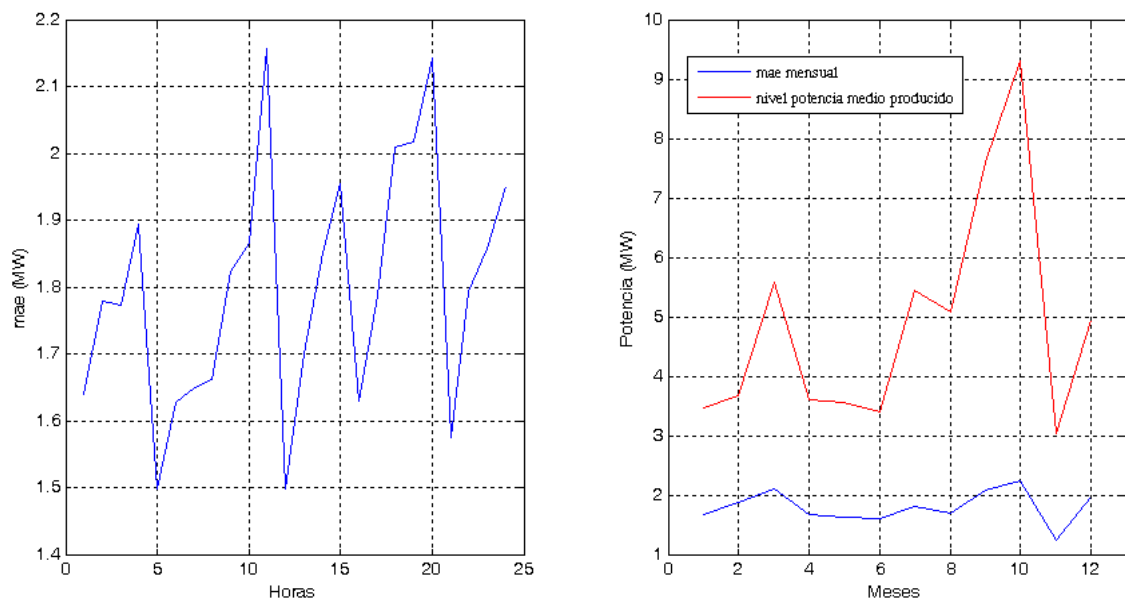 2.2
2.1
2
1.9
1.8
1.7
1.6
1.5
1.4
mae (MW)
0 5 10 15 20 25
Horas
10
9
8
7
6
5
4
3
2
1
Potencia (MW)
mae mensual
nivel potencia medio producido
0 2 4 6 8 10 12
Meses